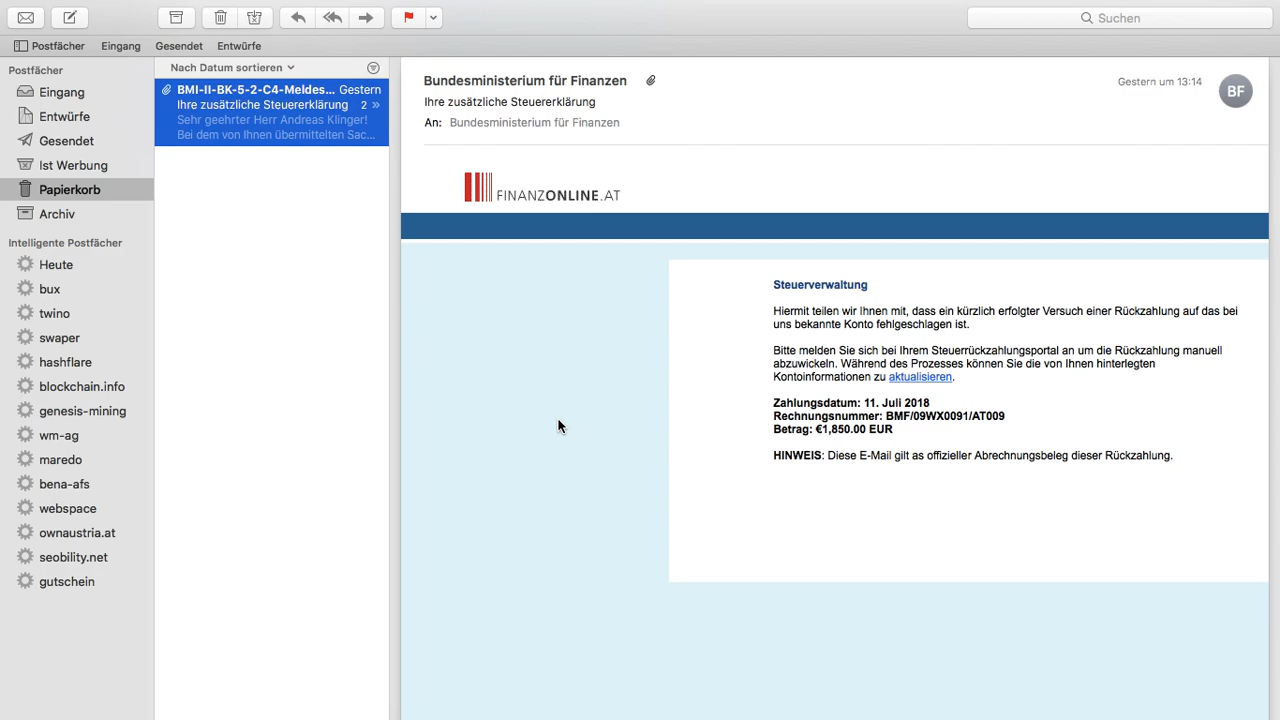 Suchen
Postfächer
Eingang
Gesendet
Entwürfe
Postfächer
Eingang
Entwürfe
Gesendet
Ist Werbung
Papierkorb
Archiv
Intelligente Postfächer
Heute
bux
twino
swaper
hashflare
blockchain.info
genesis-mining
wm-ag
maredo
bena-afs
webspace
ownaustria.at
seobility.net
gutschein
Nach Datum sortieren
BMI-II-BK-5-2-C4-Meldes... Gestern
Ihre zusätzliche Steuererklärung 2 »
Sehr geehrter Herr Andreas Klinger!
Bei dem von Ihnen übermittelten Sac...
Bundesministerium für Finanzen
Gestern um 13:14
BF
Ihre zusätzliche Steuererklärung
An: Bundesministerium für Finanzen
FINANZONLINE.AT
Steuerverwaltung
Hiermit teilen wir Ihnen mit, dass ein kürzlich erfolgter Versuch einer Rückzahlung auf das bei
uns bekannte Konto fehlgeschlagen ist.
Bitte melden Sie sich bei Ihrem Steuerrückzahlungsportal an um die Rückzahlung manuell
abzuwickeln. Während des Prozesses können Sie die von Ihnen hinterlegten
Kontoinformationen zu aktualisieren.
Zahlungsdatum: 11. Juli 2018
Rechnungsnummer: BMF/09WX0091/AT009
Betrag: €1,850.00 EUR
HINWEIS: Diese E-Mail gilt as offizieller Abrechnungsbeleg dieser Rückzahlung.